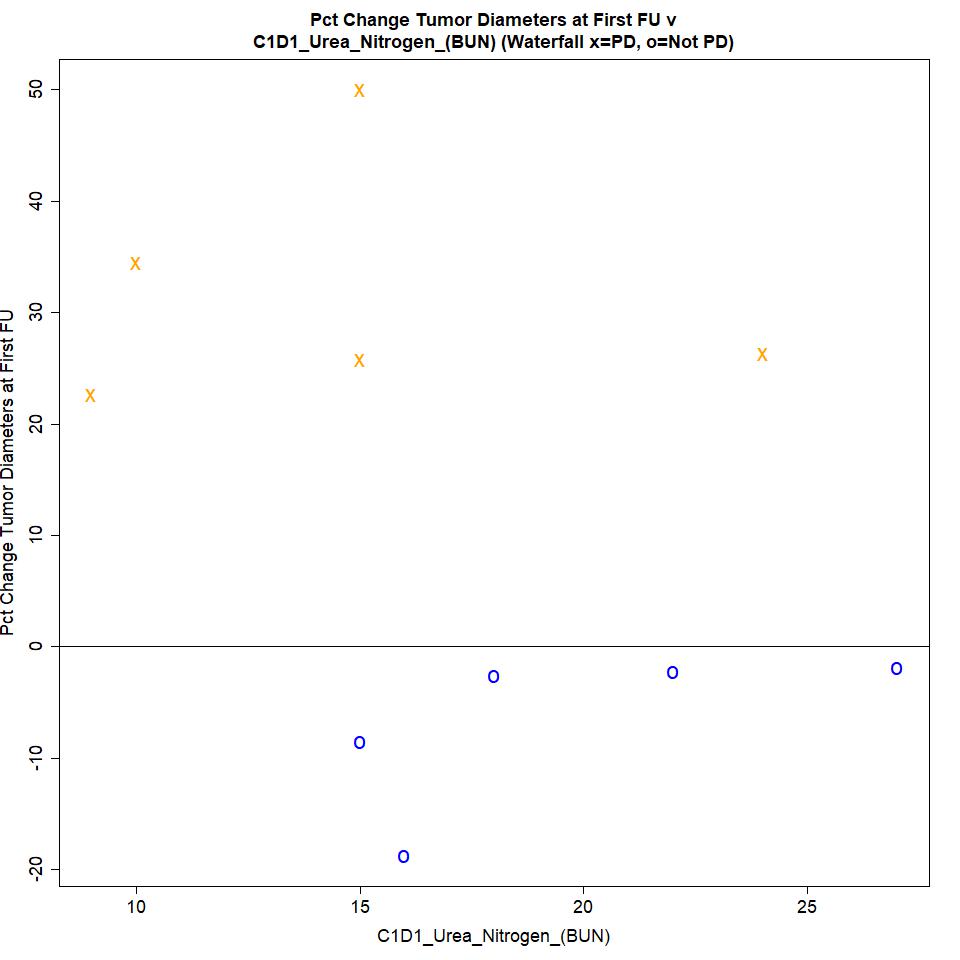 Pct Change Tumor Diameters at First FU v
C1D1_Urea_Nitrogen_(BUN) (Waterfall x=PD, o=Not PD)
Pct Change Tumor Diameters at First FU
50
40
30
20
10
0
-10
-20
X
X
X
X
X
O
O
O
O
O
10 15 20 25
C1D1_Urea_Nitrogen_(BUN)